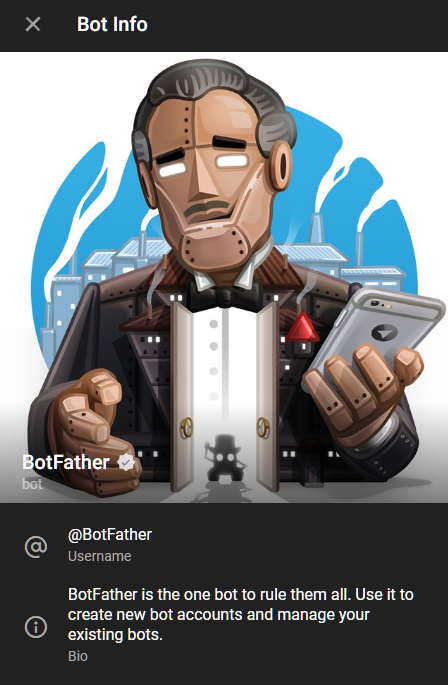 Bot Info
BotFather
bot
@BotFather
Username
BotFather is the one bot to rule them all. Use it to
create new bot accounts and manage your
existing bots.
Bio